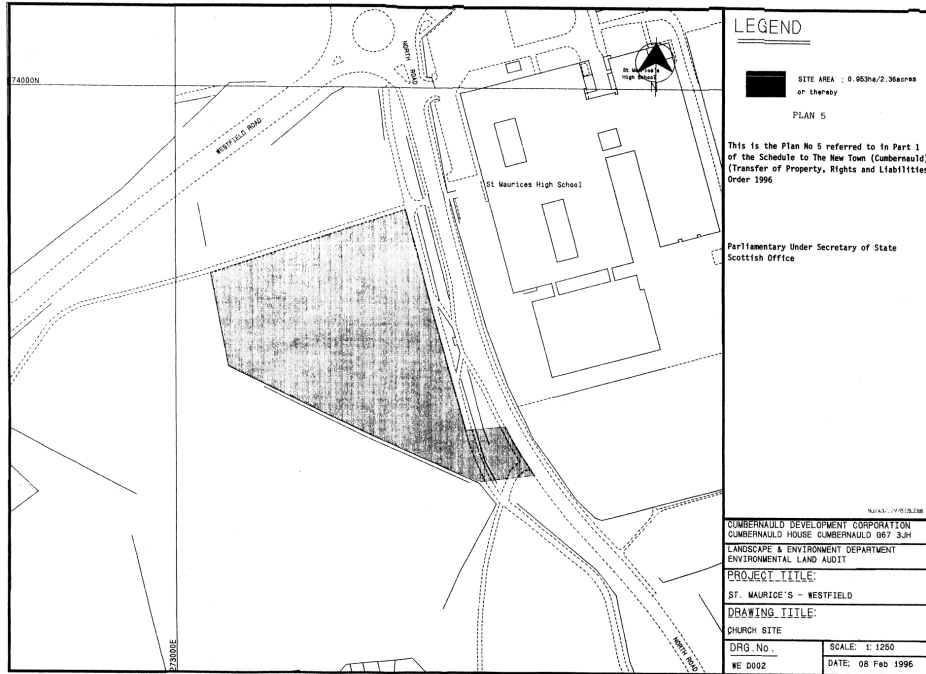 LEGEND
SITE AREA : 0.953ha/2.36acres
or thereby
PLAN 5
This is the Plan No 5 referred to in Part 1
of the Schedule to The New Town (Cumbernauld)
(Transfer of Property, Rights and Liabilities
Order 1996
Parliamentary Under Secretary of State
Scottish Office
CUMBERNAULD DEVELOPMENT CORPORATION
CUMBERNAULD HOUSE CUMBERNAULD G67 3JH
LANDSCAPE & ENVIRONMENT DEPARTMENT
ENVIRONMENTAL LAND AUDIT
PROJECT TITLE:
ST. MAURICE'S - WESTFIELD
DRAWING TITLE:
CHURCH SITE
DRG.No.
WE D002
SCALE: 1:1250
DATE: 08 Feb 1996
74000N
WESTFIELD ROAD
NORTH ROAD
St Maurice's
High School
N
St Maurices High School
273000E
NORTH ROAD